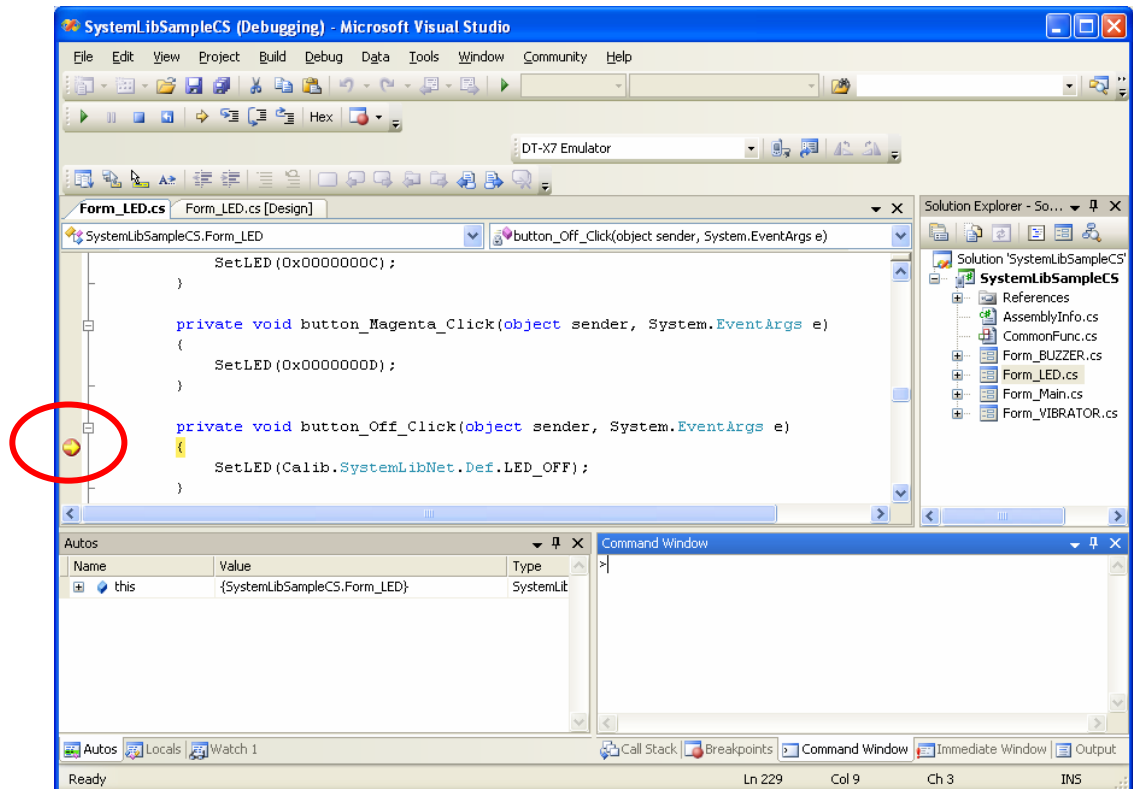 SystemLibSampleCS (Debugging) - Microsoft Visual Studio
File Edit View Project Build Debug Data Tools Window Community Help
Hex
DT-X7 Emulator
Form_LED.cs Form_LED.cs [Design]
Solution Explorer - So...
SystemLibSampleCS.Form_LED
button_Off_Click(object sender, System.EventArgs e)
Solution 'SystemLibSampleCS'
SystemLibSampleCS
References
AssemblyInfo.cs
CommonFunc.cs
Form_BUZZER.cs
Form_LED.cs
Form_Main.cs
Form_VIBRATOR.cs
SetLED(0x0000000C);
}
private void button_Magenta_Click(object sender, System.EventArgs e)
{
SetLED(0x0000000D);
}
private void button_Off_Click(object sender, System.EventArgs e)
{
SetLED(Calib.SystemLibNet.Def.LED_OFF);
}
Autos
Name Value Type
this {SystemLibSampleCS.Form_LED} SystemLit
Command Window
>
Autos Locals Watch 1
Call Stack Breakpoints Command Window Immediate Window Output
Ready Ln 229 Col 9 Ch 3 INS